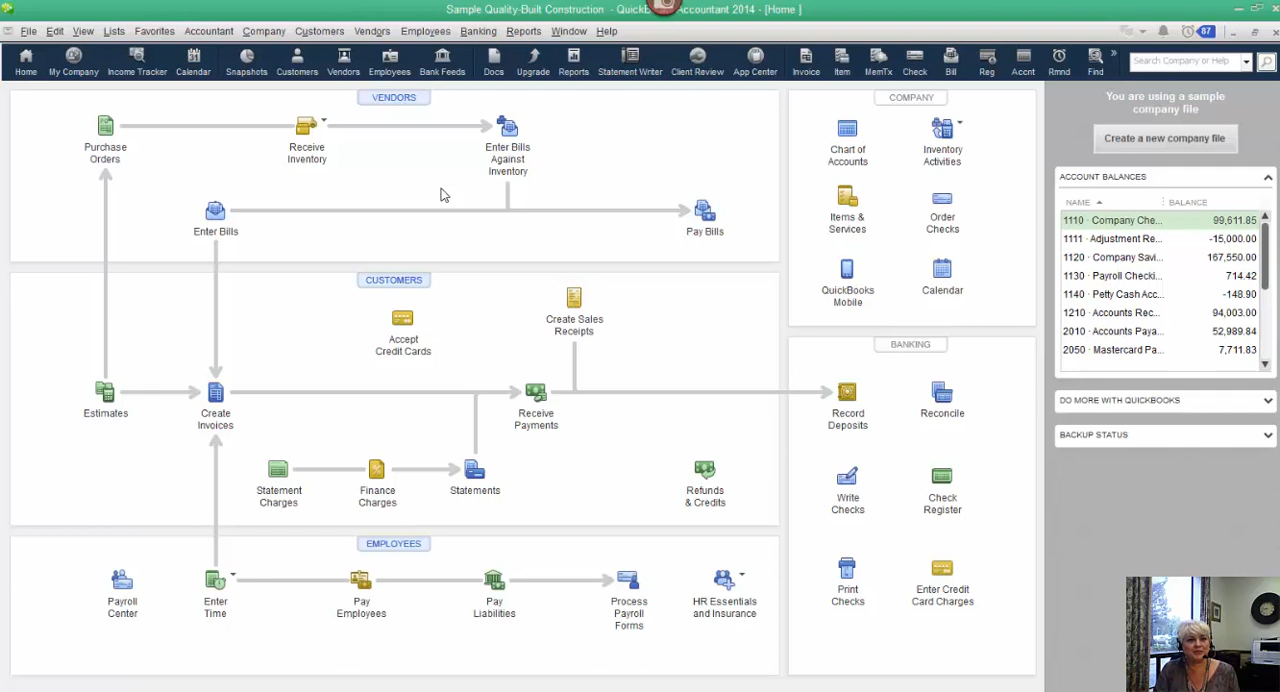 Sample Quality-Built Construction - QuickBooks Accountant 2014 - [Home ]
File Edit View Lists Favorites Accountant Company Customers Vendors Employees Banking Reports Window Help
87
Home My Company Income Tracker Calendar Snapshots Customers Vendors Employees Bank Feeds Docs Upgrade Reports Statement Writer Client Review App Center Invoice Item MemTx Check Bill Reg Accnt Rmnd Find
Search Company or Help
VENDORS
Purchase
Orders
Receive
Inventory
Enter Bills
Against
Inventory
Enter Bills
Pay Bills
CUSTOMERS
Accept
Credit Cards
Create Sales
Receipts
Estimates
Create
Invoices
Receive
Payments
Statement
Charges
Finance
Charges
Statements
Refunds
& Credits
EMPLOYEES
Payroll
Center
Enter
Time
Pay
Employees
Pay
Liabilities
Process
Payroll
Forms
HR Essentials
and Insurance
COMPANY
Chart of
Accounts
Inventory
Activities
Items &
Services
Order
Checks
QuickBooks
Mobile
Calendar
BANKING
Record
Deposits
Reconcile
Write
Checks
Check
Register
Print
Checks
Enter Credit
Card Charges
You are using a sample
company file
Create a new company file
ACCOUNT BALANCES
NAME BALANCE
1110 · Company Che... 99,611.85
1111 · Adjustment Re... -15,000.00
1120 · Company Savi... 167,550.00
1130 · Payroll Checki... 714.42
1140 · Petty Cash Acc... -148.90
1210 · Accounts Rec... 94,003.00
2010 · Accounts Paya... 52,989.84
2050 · Mastercard Pa... 7,711.83
DO MORE WITH QUICKBOOKS
BACKUP STATUS